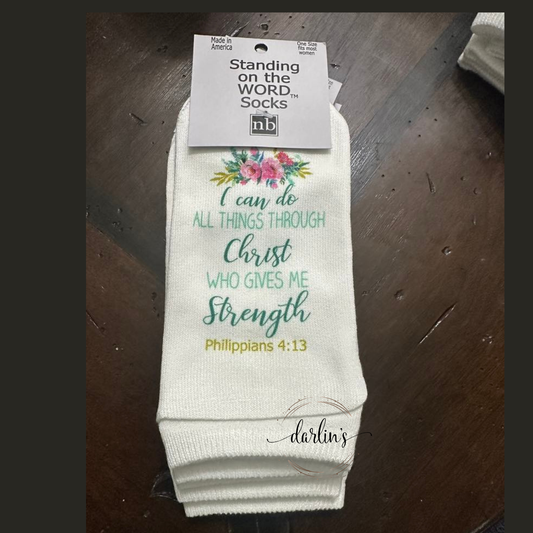 Made in
America
One Size
fits most
women
Standing
on the
WORD™
Socks
nb
I can do
ALL THINGS THROUGH
Christ
WHO GIVES ME
Strength
Philippians 4:13
darlin's